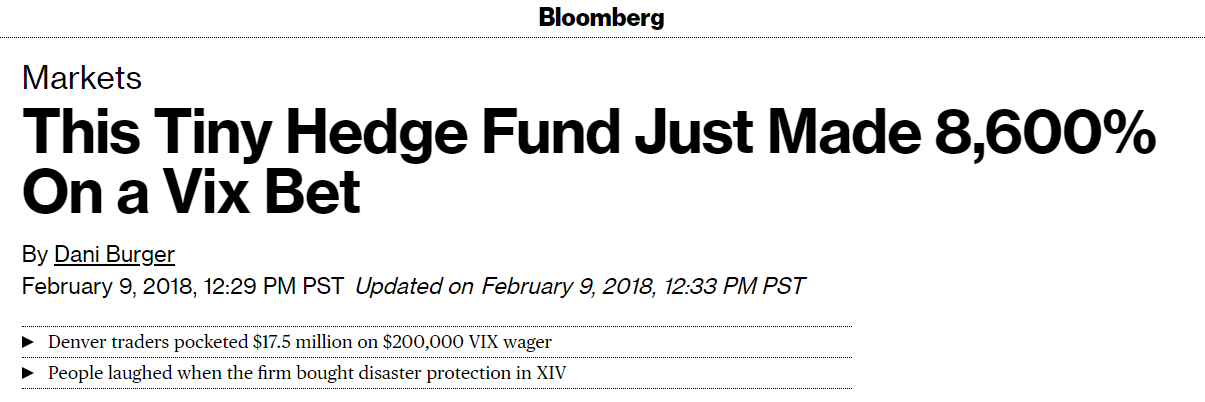 Bloomberg
Markets
This Tiny Hedge Fund Just Made 8,600%
On a Vix Bet
By Dani Burger
February 9, 2018, 12:29 PM PST Updated on February 9, 2018, 12:33 PM PST
▶ Denver traders pocketed $17.5 million on $200,000 VIX wager
▶ People laughed when the firm bought disaster protection in XIV